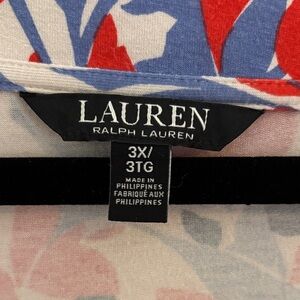 LAUREN
RALPH LAUREN
3X/
3TG
MADE IN
PHILIPPINES
FABRIQUÉ AUX
PHILIPPINES